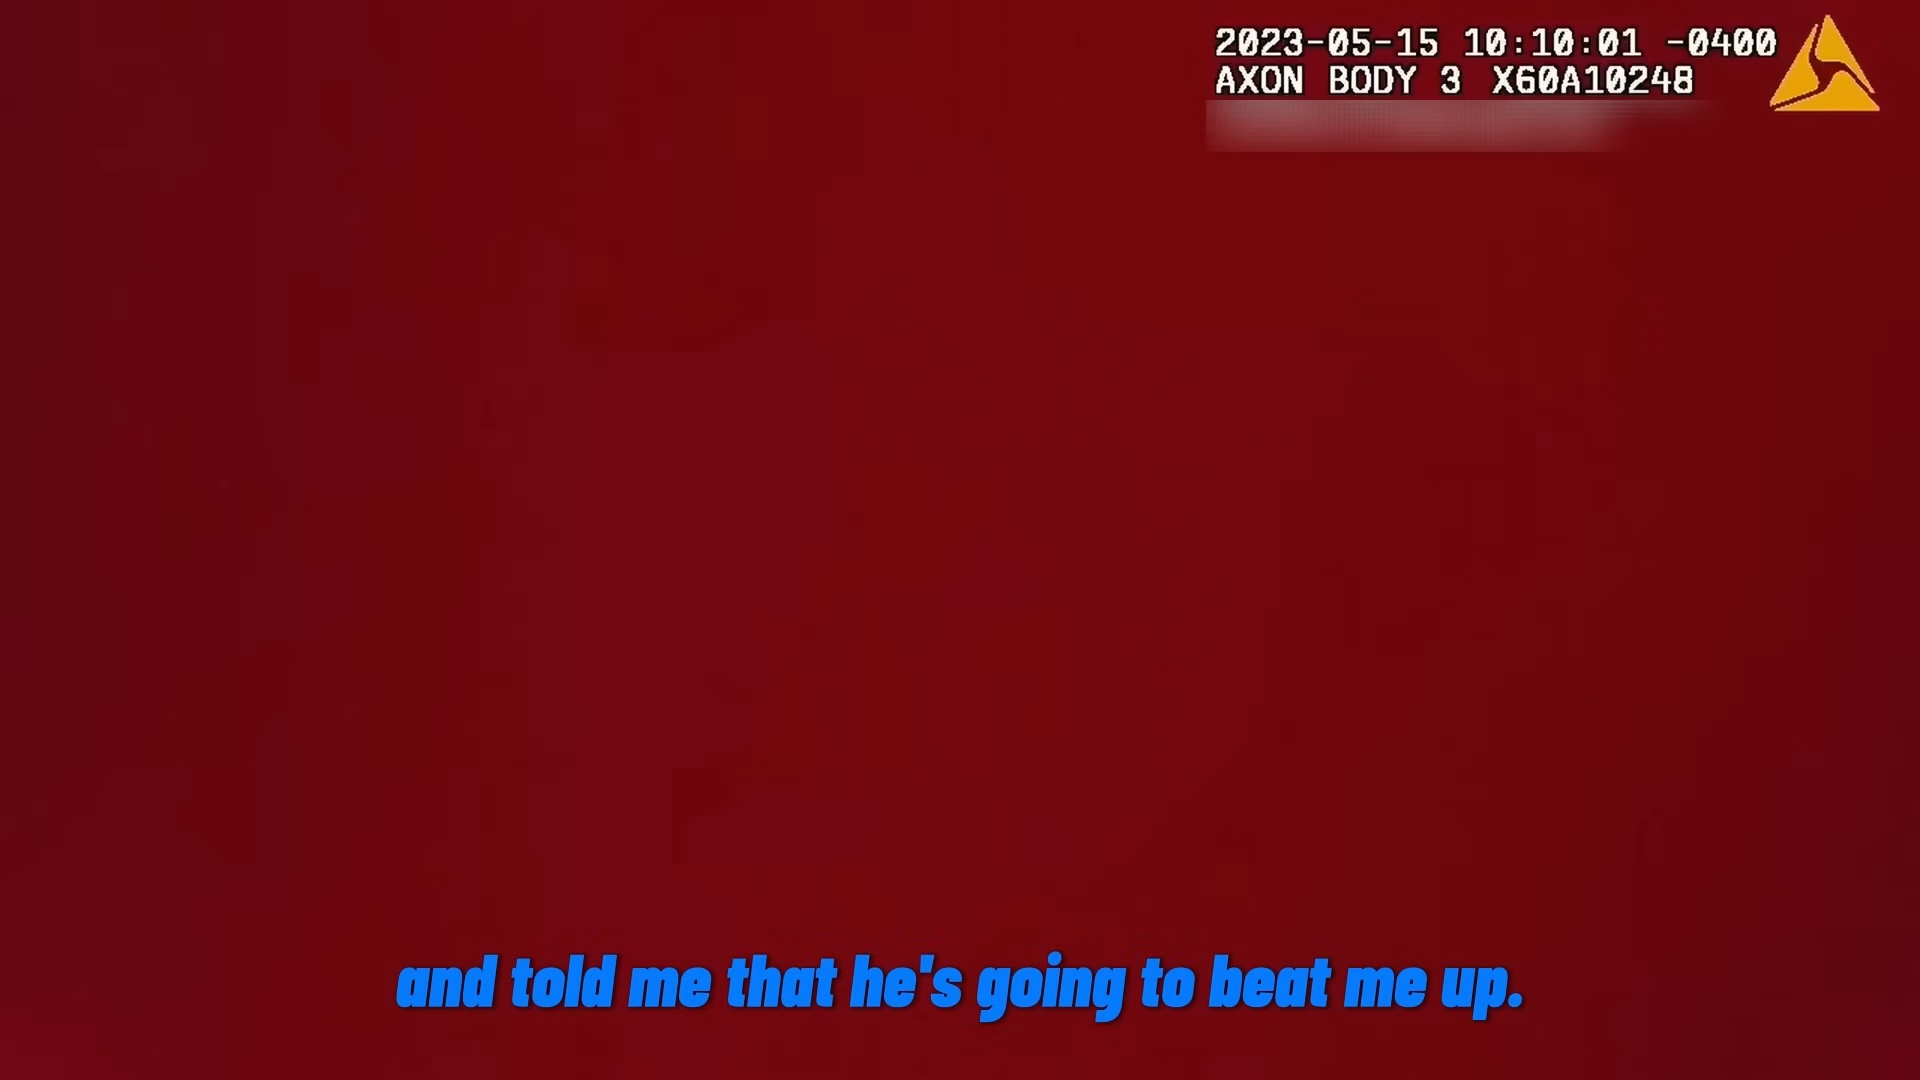 2023-05-15 10:10:01 -0400
AXON BODY 3 X60A10248
and told me that he's going to beat me up.